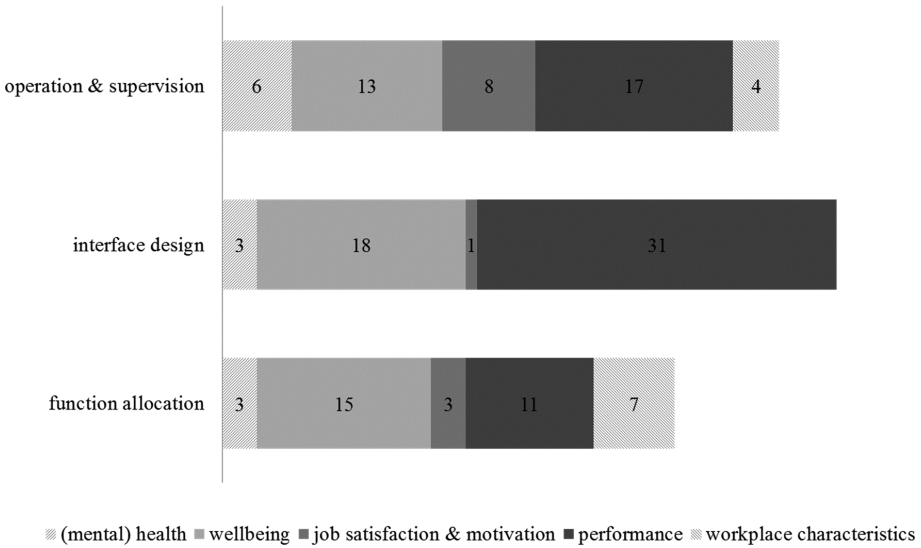 operation & supervision 6 13 8 17 4
interface design 3 18 1 31
function allocation 3 15 3 11 7
(mental) health wellbeing job satisfaction & motivation performance workplace characteristics